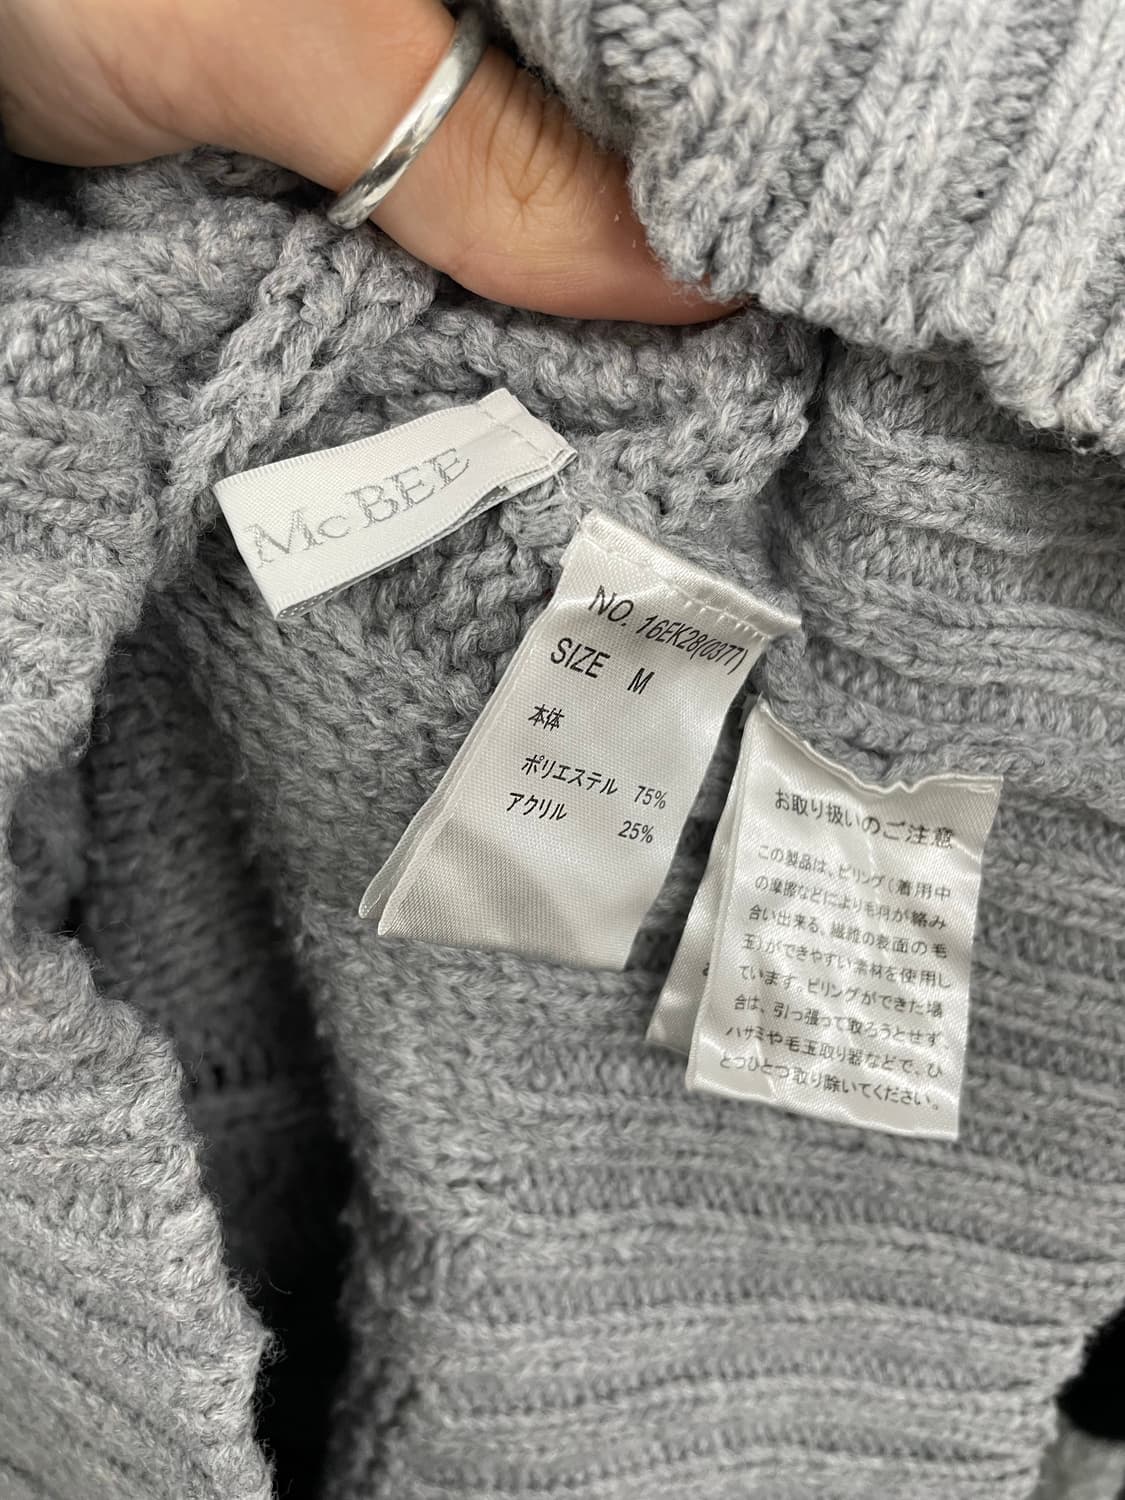 Mc BEE
NO. 16EK28(0377)
SIZE M
本体
ポリエステル 75%
アクリル 25%
お取り扱いのご注意
この製品は、ピリング(着用中
の摩擦などにより毛羽が絡み
合い出来る、繊維の表面の毛
玉)ができやすい素材を使用し
ています。ピリングができた場
合は、引っ張って取ろうとせず、
ハサミや毛玉取り器などで、ひ
とつひとつ取り除いてください。